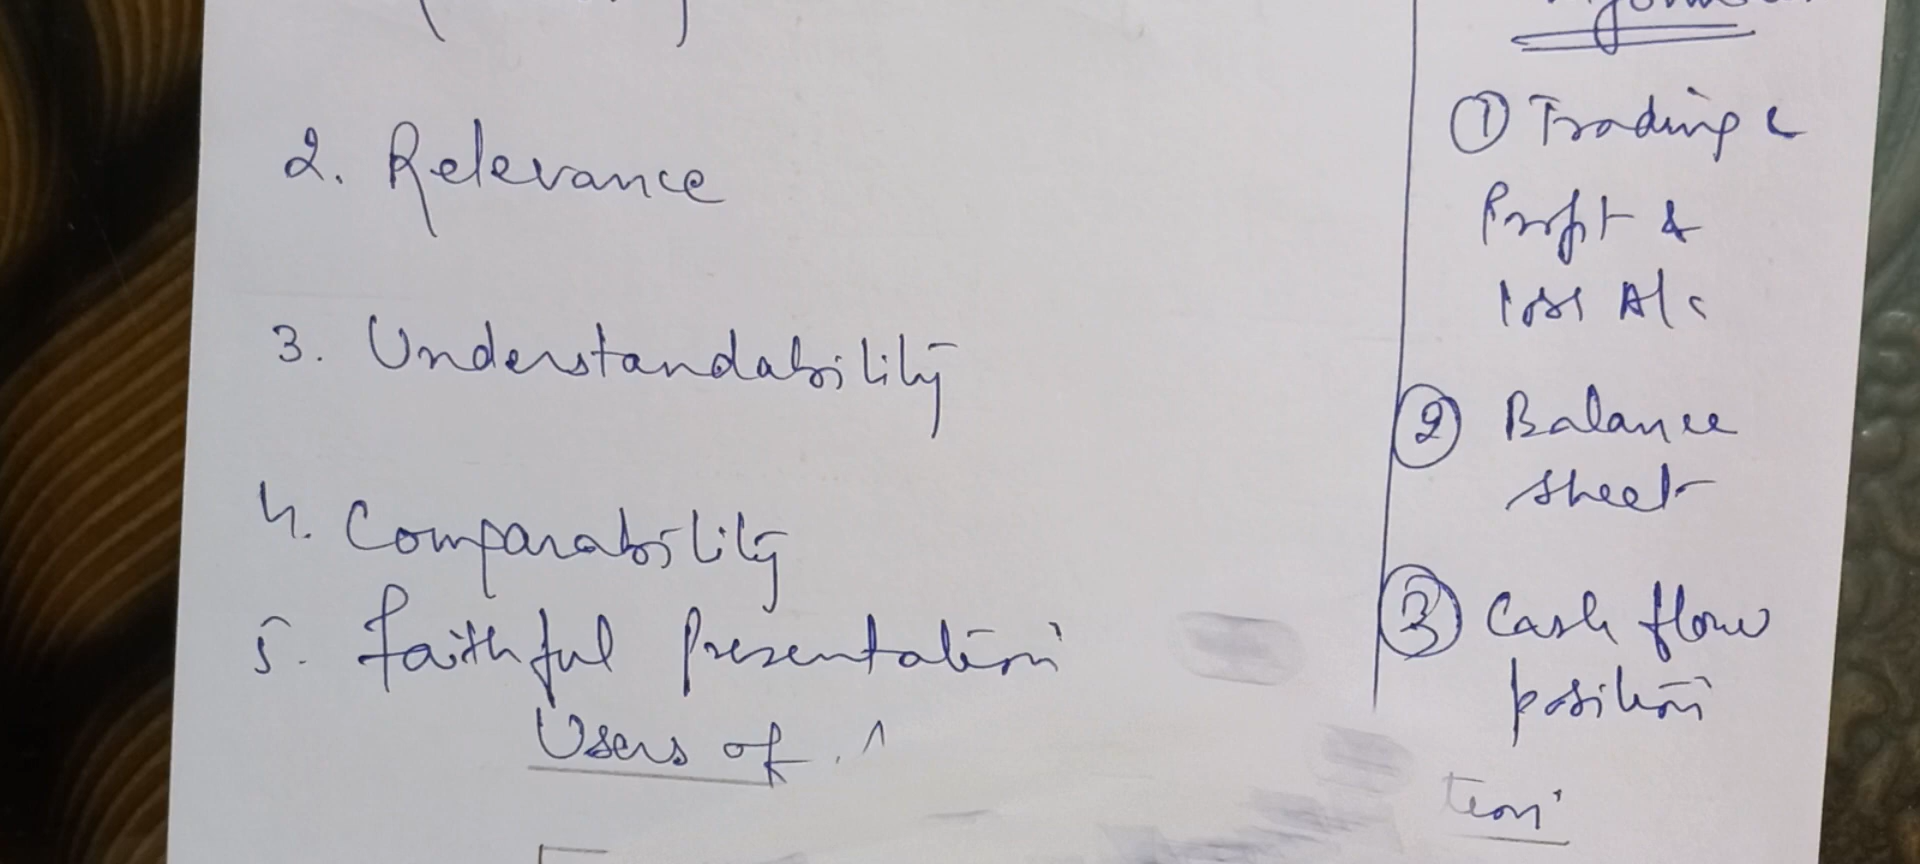 2. Relevance
3. Understandability
4. Comparability
5. Faithful Presentation
Users of
① Trading &
Profit &
loss A/c
② Balance
sheet
③ Cash flow
position
tion